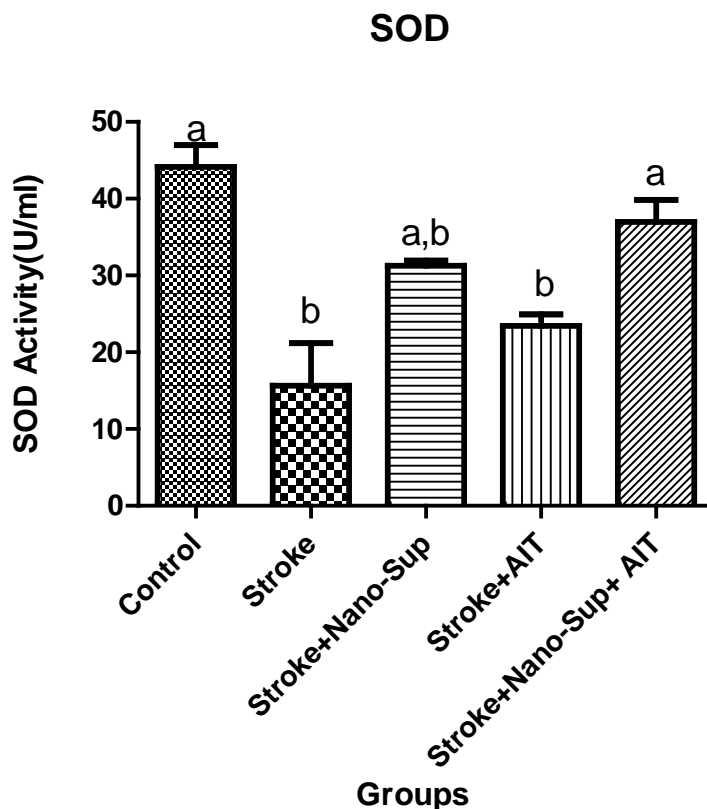 SOD
SOD Activity(U/ml)
50
40
30
20
10
0
a
b
a,b
b
a
Control
Stroke
Stroke+Nano-Sup
Stroke+AIT
Stroke+Nano-Sup+ AIT
Groups